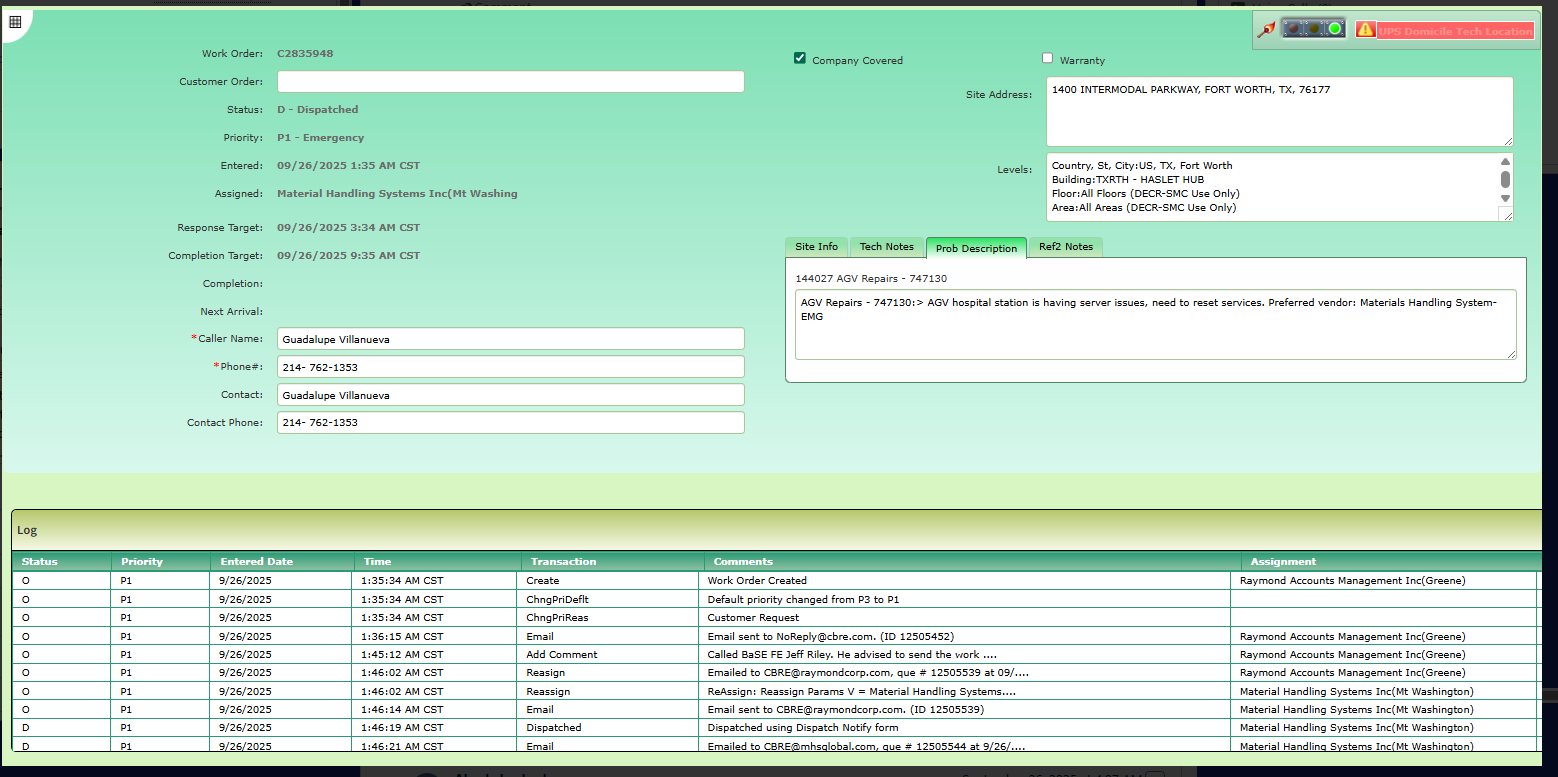 UPS Domicile Tech Location
Work Order: C2835948
Customer Order:
Status: D - Dispatched
Priority: P1 - Emergency
Entered: 09/26/2025 1:35 AM CST
Assigned: Material Handling Systems Inc(Mt Washing
Response Target: 09/26/2025 3:34 AM CST
Completion Target: 09/26/2025 9:35 AM CST
Completion:
Next Arrival:
*Caller Name: Guadalupe Villanueva
*Phone#: 214- 762-1353
Contact: Guadalupe Villanueva
Contact Phone: 214- 762-1353
Company Covered
Warranty
Site Address: 1400 INTERMODAL PARKWAY, FORT WORTH, TX, 76177
Levels: Country, St, City:US, TX, Fort Worth
Building:TXRTH - HASLET HUB
Floor:All Floors (DECR-SMC Use Only)
Area:All Areas (DECR-SMC Use Only)
Site Info Tech Notes Prob Description Ref2 Notes
144027 AGV Repairs - 747130
AGV Repairs - 747130:> AGV hospital station is having server issues, need to reset services. Preferred vendor: Materials Handling System-
EMG
Log
Status Priority Entered Date Time Transaction Comments Assignment
O P1 9/26/2025 1:35:34 AM CST Create Work Order Created Raymond Accounts Management Inc(Greene)
O P1 9/26/2025 1:35:34 AM CST ChngPriDeflt Default priority changed from P3 to P1
O P1 9/26/2025 1:35:34 AM CST ChngPriReas Customer Request
O P1 9/26/2025 1:36:15 AM CST Email Email sent to NoReply@cbre.com. (ID 12505452) Raymond Accounts Management Inc(Greene)
O P1 9/26/2025 1:45:12 AM CST Add Comment Called BaSE FE Jeff Riley. He advised to send the work .... Raymond Accounts Management Inc(Greene)
O P1 9/26/2025 1:46:02 AM CST Reasign Emailed to CBRE@raymondcorp.com, que # 12505539 at 09/.... Raymond Accounts Management Inc(Greene)
O P1 9/26/2025 1:46:02 AM CST Reassign ReAssign: Reassign Params V = Material Handling Systems.... Material Handling Systems Inc(Mt Washington)
O P1 9/26/2025 1:46:14 AM CST Email Email sent to CBRE@raymondcorp.com. (ID 12505539) Material Handling Systems Inc(Mt Washington)
D P1 9/26/2025 1:46:19 AM CST Dispatched Dispatched using Dispatch Notify form Material Handling Systems Inc(Mt Washington)
D P1 9/26/2025 1:46:21 AM CST Email Emailed to CBRE@mhsglobal.com, que # 12505544 at 9/26/.... Material Handling Systems Inc(Mt Washington)